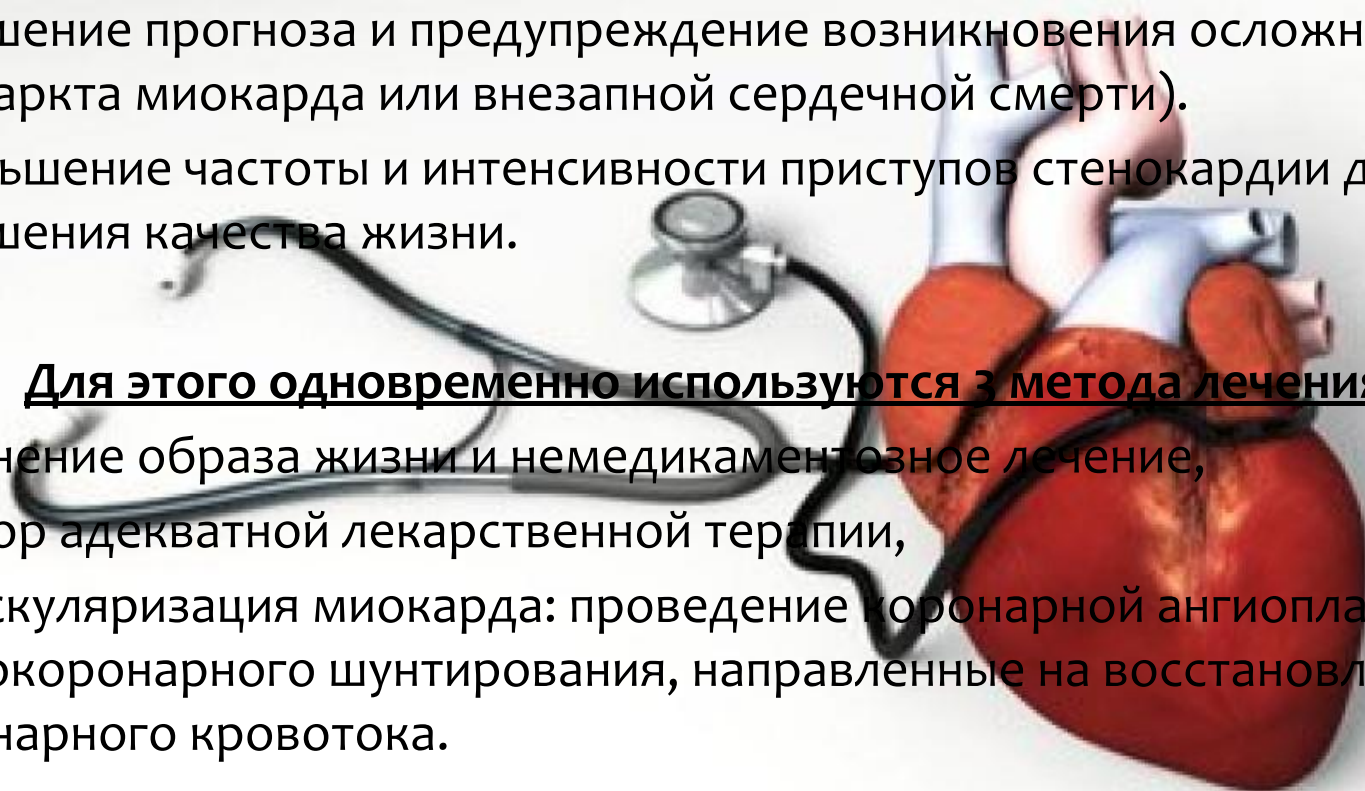 шение прогноза и предупреждение возникновения осложн
аркта миокарда или внезапной сердечной смерти).
ьшение частоты и интенсивности приступов стенокардии д
шения качества жизни.
Для этого одновременно используются 3 метода лечения
нение образа жизни и немедикаментозное лечение,
ор адекватной лекарственной терапии,
скуляризация миокарда: проведение коронарной ангиопла
окоронарного шунтирования, направленные на восстановл
нарного кровотока.